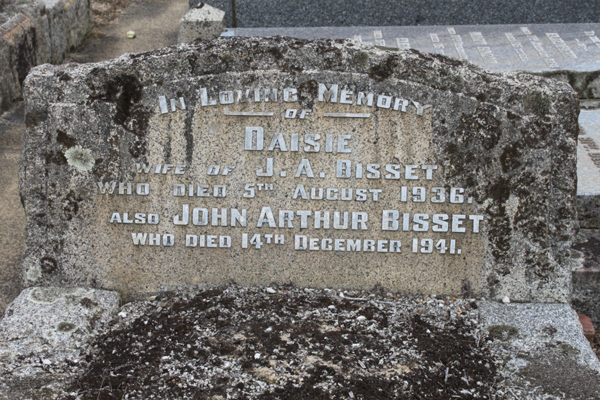 In Loving Memory
OF
DAISIE
WIFE OF J.A. BISSET
WHO DIED 5TH AUGUST 1936.
ALSO JOHN ARTHUR BISSET
WHO DIED 14TH DECEMBER 1941.